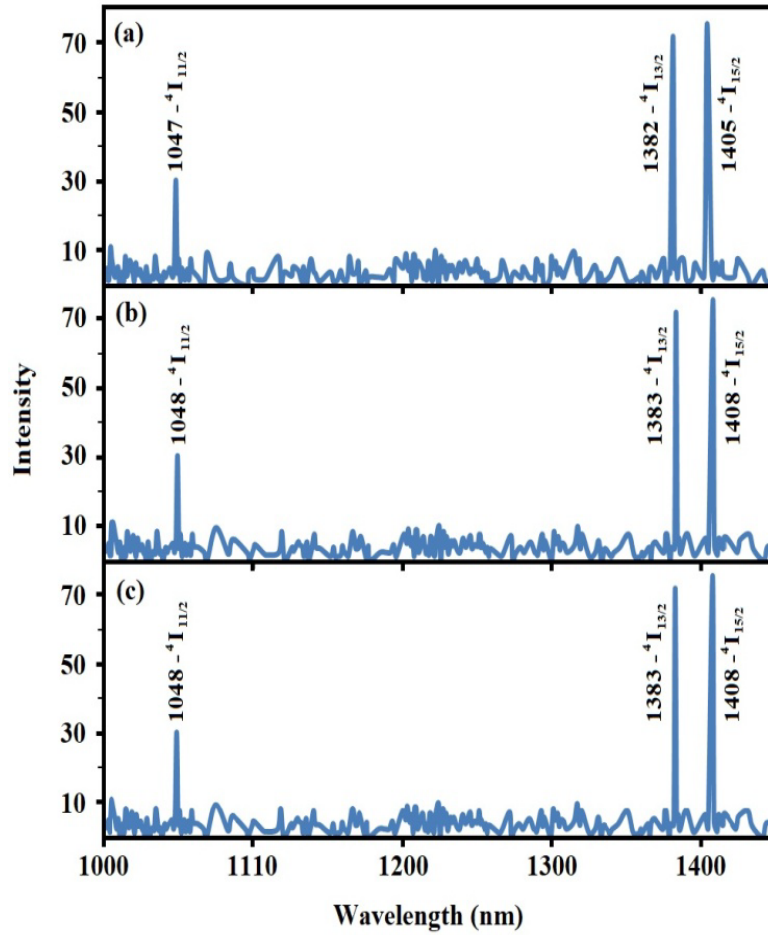 (a)
70
50
30
10
1047 - ⁴I₁₁/₂
1382 - ⁴I₁₃/₂
1405 - ⁴I₁₅/₂
(b)
70
50
30
10
1048 - ⁴I₁₁/₂
1383 - ⁴I₁₃/₂
1408 - ⁴I₁₅/₂
Intensity
(c)
70
50
30
10
1048 - ⁴I₁₁/₂
1383 - ⁴I₁₃/₂
1408 - ⁴I₁₅/₂
1000 1110 1200 1300 1400
Wavelength (nm)